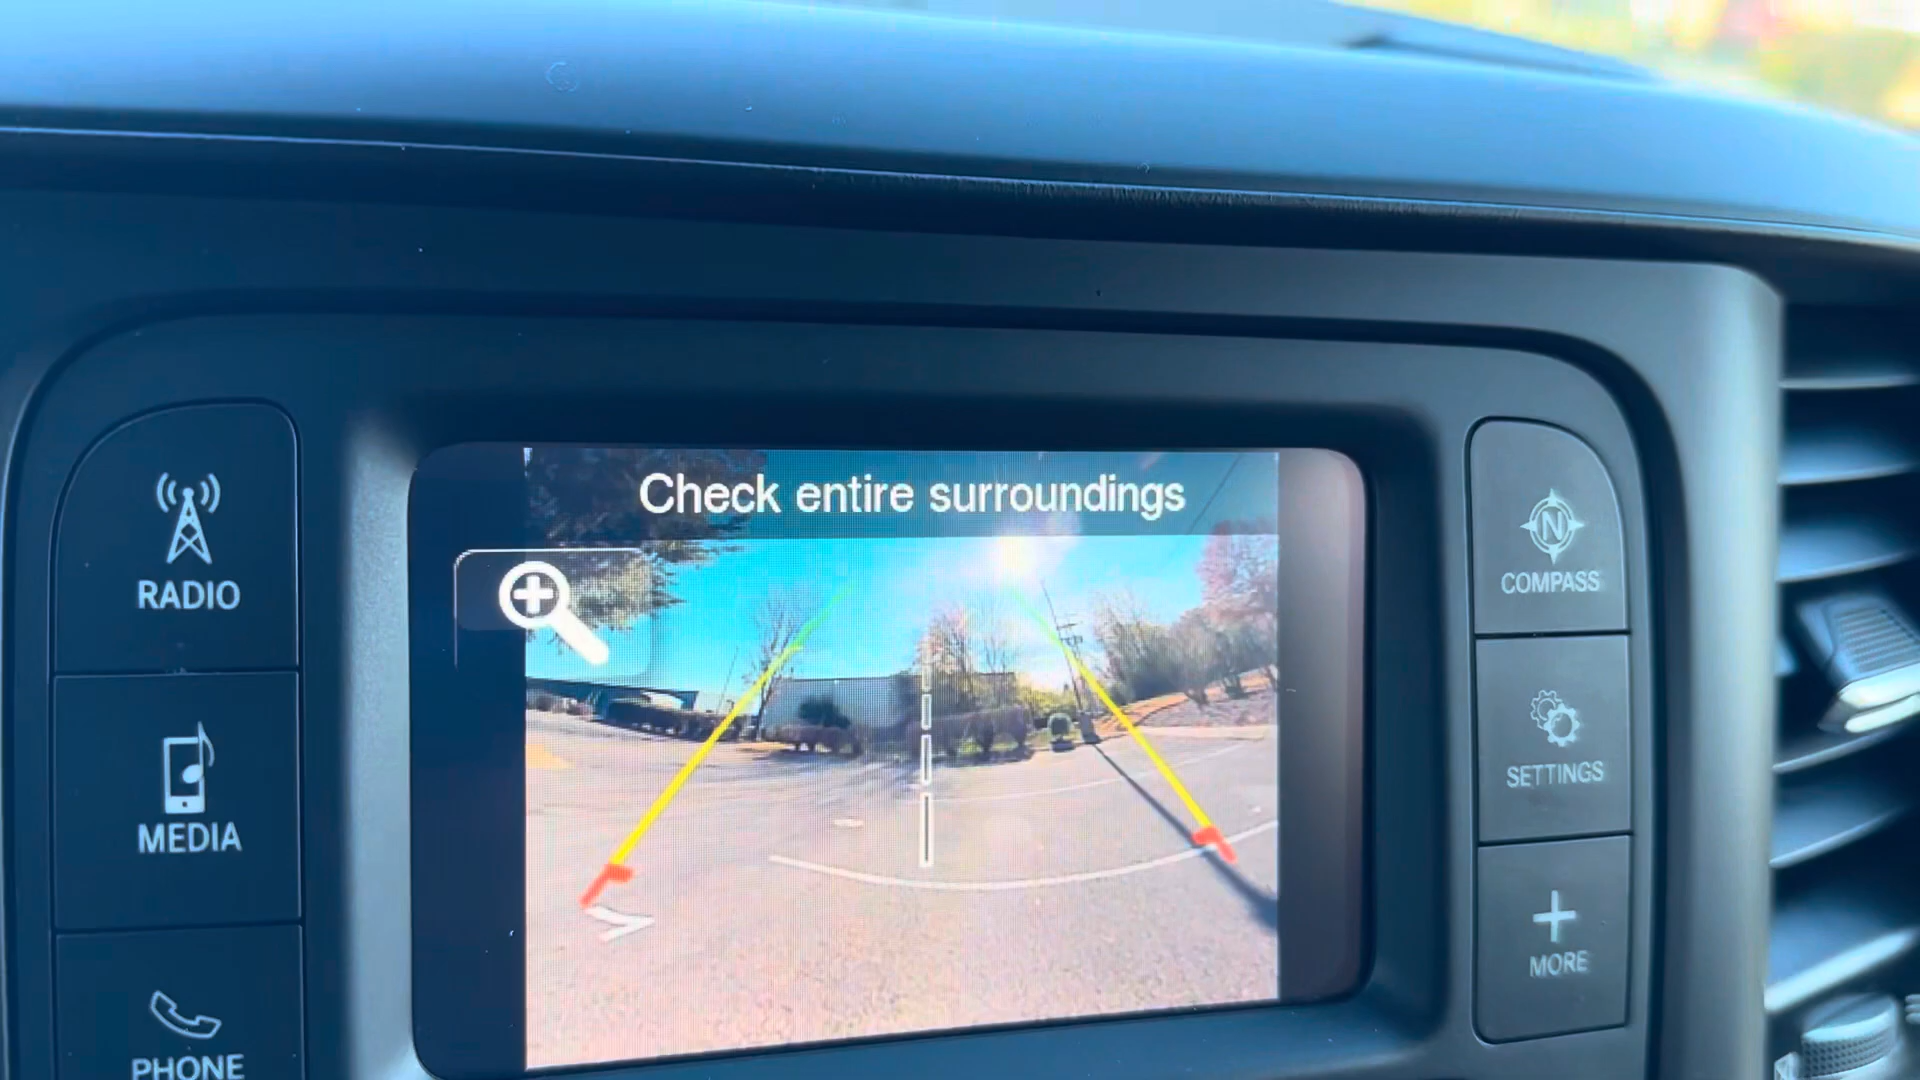 Check entire surroundings
RADIO
MEDIA
PHONE
N
COMPASS
SETTINGS
MORE